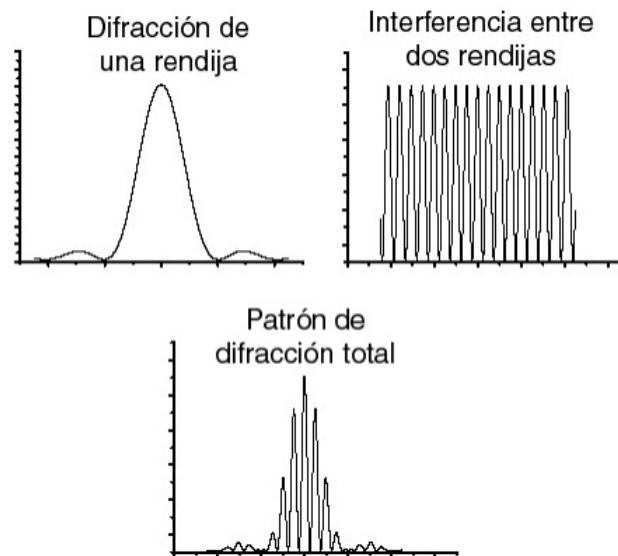 Difracción de
una rendija
Interferencia entre
dos rendijas
Patrón de
difracción total